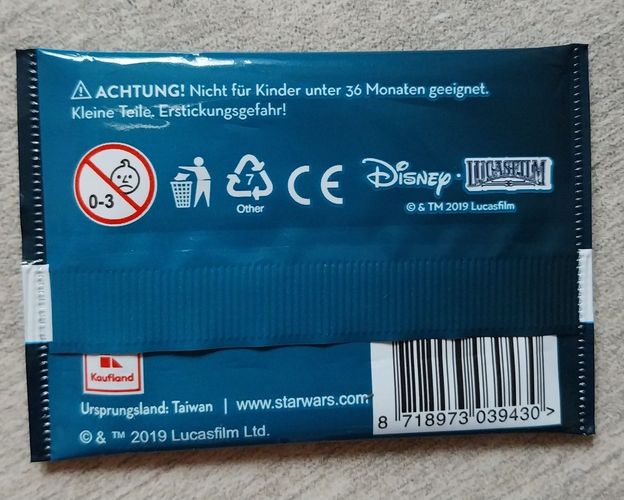 ACHTUNG! Nicht für Kinder unter 36 Monaten geeignet.
Kleine Teile. Erstickungsgefahr!
0-3
7
Other
CE
Disney · LUCASFILM
© & TM 2019 Lucasfilm
Kaufland
Ursprungsland: Taiwan | www.starwars.com
© & ™ 2019 Lucasfilm Ltd.
8 718973 039430 >